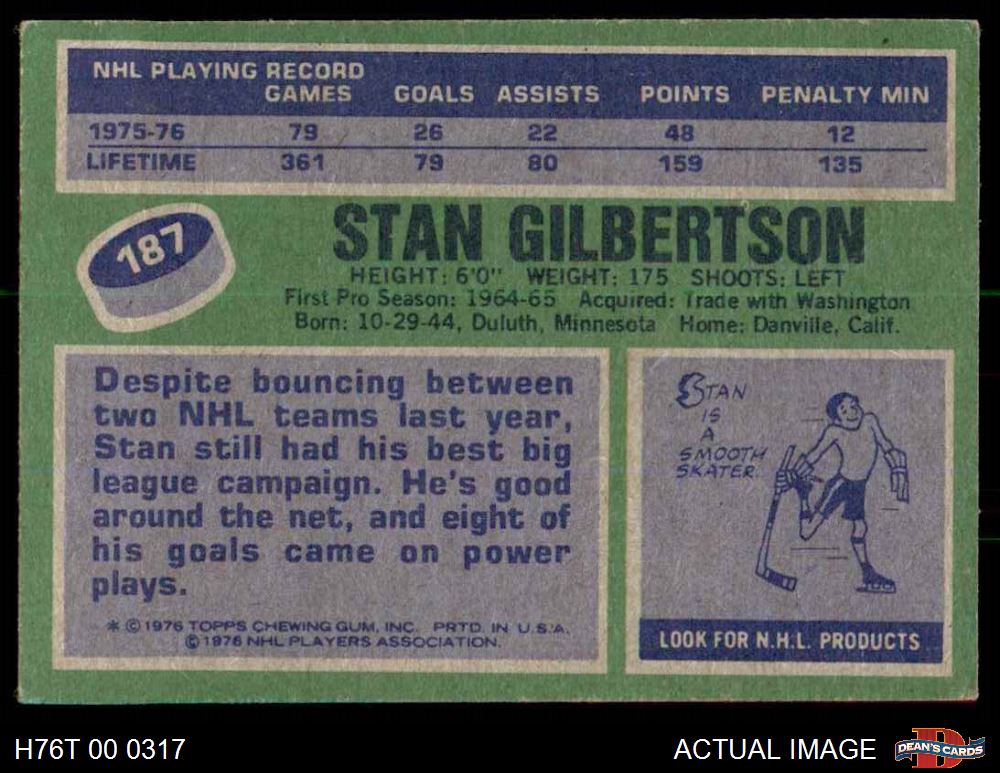 NHL PLAYING RECORD
GAMES GOALS ASSISTS POINTS PENALTY MIN
1975-76 79 26 22 48 12
LIFETIME 361 79 80 159 135
187
STAN GILBERTSON
HEIGHT: 6'0" WEIGHT: 175 SHOOTS: LEFT
First Pro Season: 1964-65 Acquired: Trade with Washington
Born: 10-29-44, Duluth, Minnesota Home: Danville, Calif.
Despite bouncing between
two NHL teams last year,
Stan still had his best big
league campaign. He's good
around the net, and eight of
his goals came on power
plays.
* © 1976 TOPPS CHEWING GUM, INC. PRTD. IN U.S.A.
© 1976 NHL PLAYERS ASSOCIATION.
STAN
IS
A
SMOOTH
SKATER.
LOOK FOR N.H.L. PRODUCTS
H76T 00 0317
ACTUAL IMAGE
D
DEAN'S CARDS